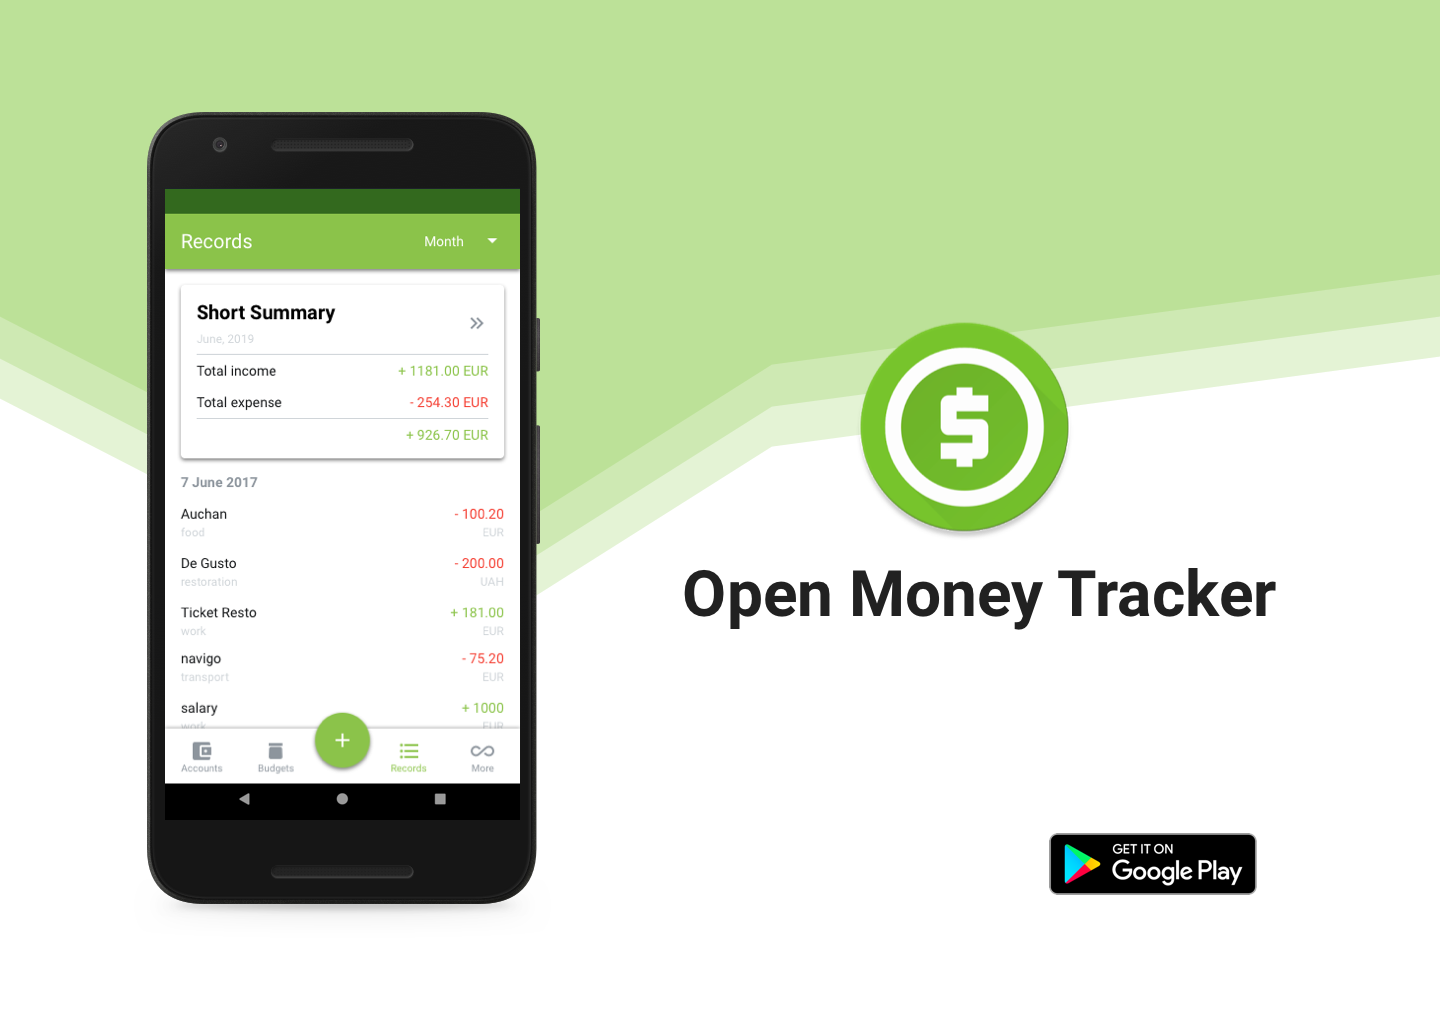 Records
Month
Short Summary
June, 2019
Total income + 1181.00 EUR
Total expense - 254.30 EUR
+ 926.70 EUR
7 June 2017
Auchan - 100.20
food EUR
De Gusto - 200.00
restoration UAH
Ticket Resto + 181.00
work EUR
navigo - 75.20
transport EUR
salary + 1000
work EUR
Accounts Budgets + Records More
$
Open Money Tracker
GET IT ON
Google Play